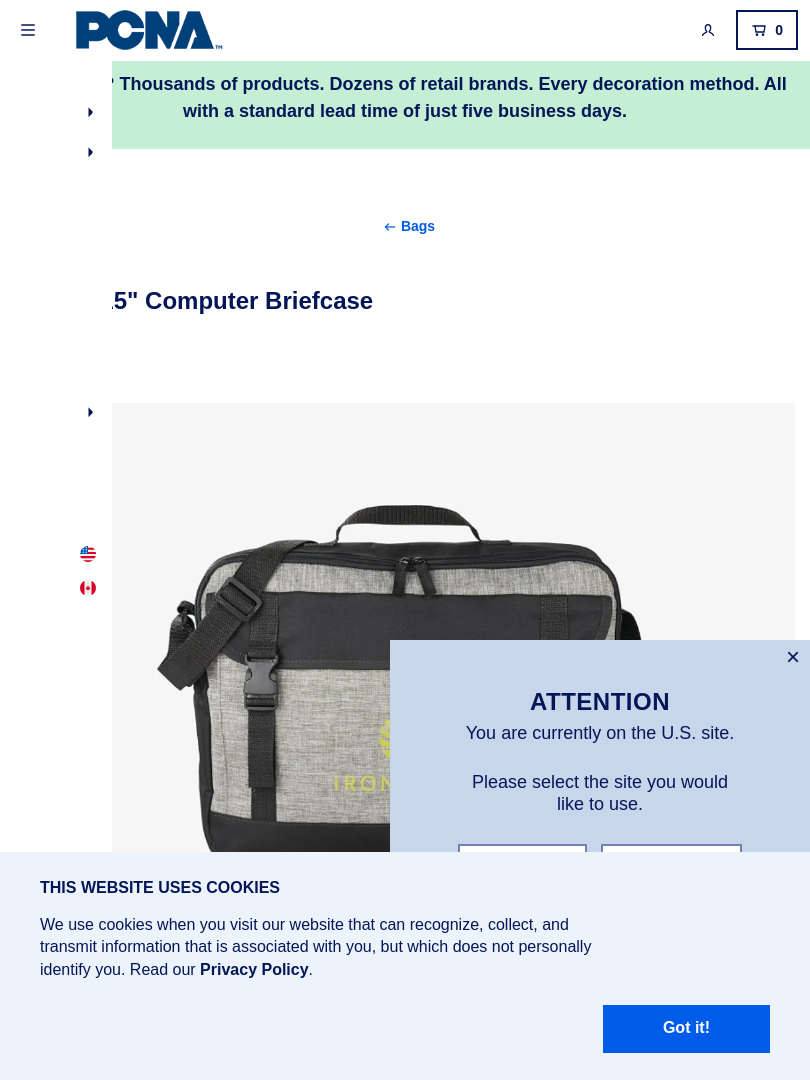 PCNA™
0
Thousands of products. Dozens of retail brands. Every decoration method. All
with a standard lead time of just five business days.
← Bags
15" Computer Briefcase
ATTENTION
You are currently on the U.S. site.
Please select the site you would
like to use.
THIS WEBSITE USES COOKIES
We use cookies when you visit our website that can recognize, collect, and
transmit information that is associated with you, but which does not personally
identify you. Read our Privacy Policy.
Got it!